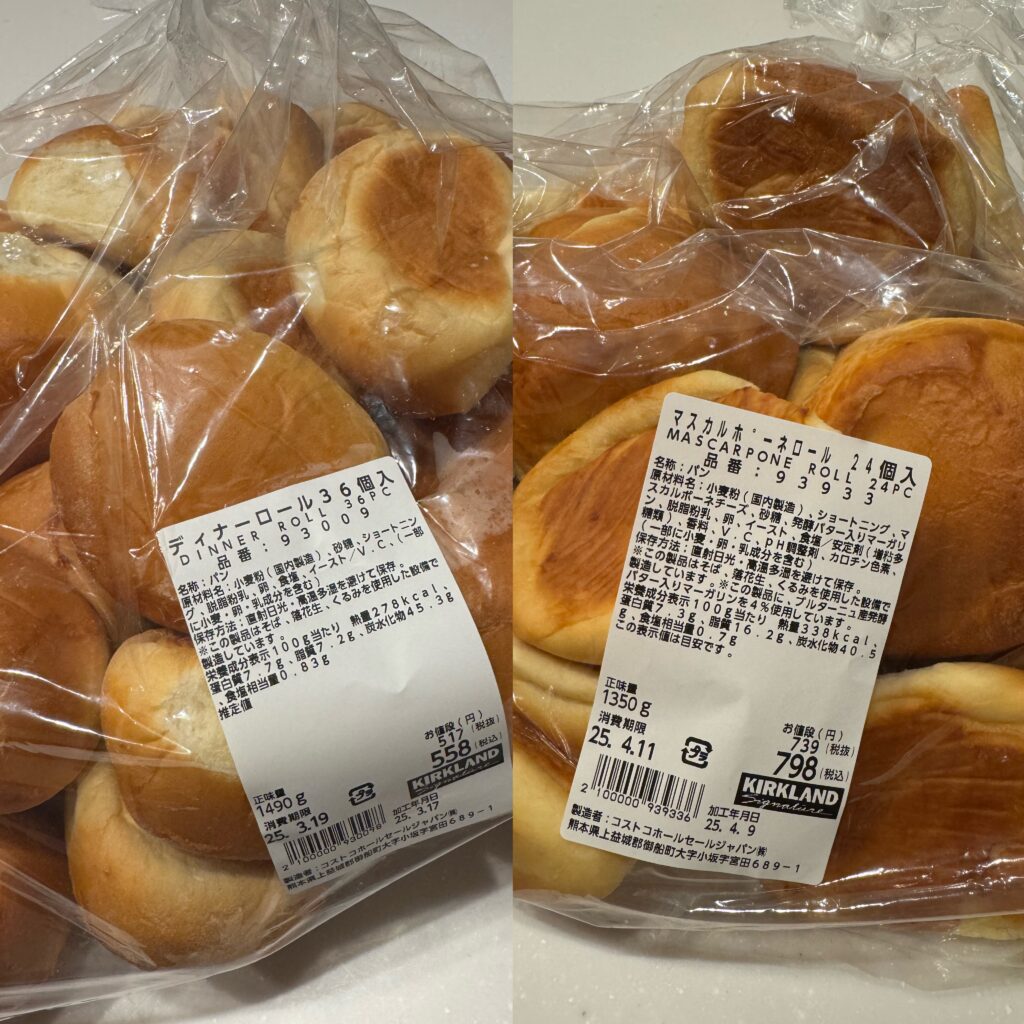 ディナーロール36個入
DINNER ROLL 36PC
品番:93009
名称:パン
原材料名:小麦粉(国内製造)、砂糖、ショートニン
グ、脱脂粉乳、卵、食塩、イースト/V.C.、(一部
に小麦・卵・乳成分を含む)
保存方法:直射日光・高温多湿を避けて保存。
※この製品はそば、落花生、くるみを使用した設備で
製造しています。
栄養成分表示100g当たり 熱量278kcal、
蛋白質7.7g、脂質7.2g、炭水化物45.3g
、食塩相当量0.83g
推定値
正味量
1490g
消費期限
25. 3.19
お値段(円)
517(税抜)
558(税込)
KIRKLAND
Signature
加工年月日
25. 3.17
2 100000 930098
製造者:コストコホールセールジャパン㈱
熊本県上益城郡御船町大字小坂字宮田689-1
マスカルポーネロール 24個入
MASCARPONE ROLL 24PC
品番:93933
名称:パン
原材料名:小麦粉(国内製造)、ショートニング、マ
スカルポーネチーズ、砂糖、発酵バター入りマーガリ
ン、脱脂粉乳、卵、イースト、食塩/安定剤(増粘多
糖類)、香料、V.C、PH調整剤、カロチン色素、
(一部に小麦・卵・乳成分を含む)
保存方法:直射日光・高温多湿を避けて保存。
※この製品はそば、落花生、くるみを使用した設備で
製造しています。※この製品に、ブルターニュ産発酵
バター入りマーガリンを4%使用しています。
栄養成分表示100g当たり 熱量338kcal、
蛋白質7.3g、脂質16.2g、炭水化物40.5
g、食塩相当量0.7g
この表示値は目安です。
正味量
1350g
消費期限
25. 4.11
お値段(円)
739(税抜)
798(税込)
KIRKLAND
Signature
加工年月日
25. 4. 9
2 100000 939336
製造者:コストコホールセールジャパン㈱
熊本県上益城郡御船町大字小坂字宮田689-1